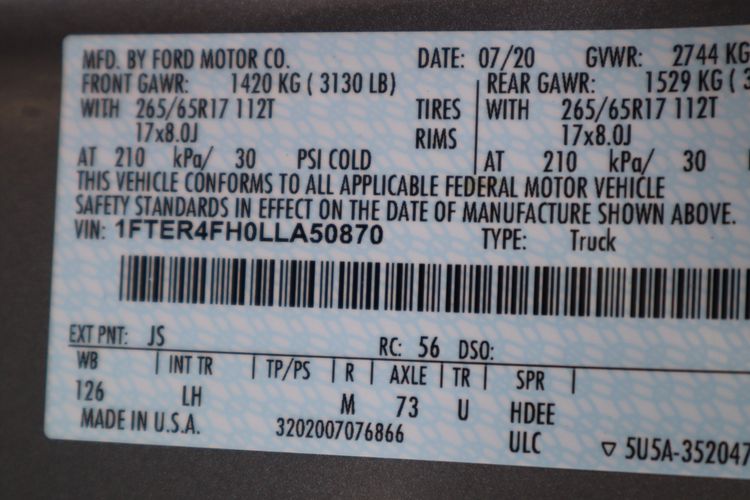 MFD. BY FORD MOTOR CO. DATE: 07/20 GVWR: 2744 KG
FRONT GAWR: 1420 KG ( 3130 LB) REAR GAWR: 1529 KG ( 3
WITH 265/65R17 112T TIRES WITH 265/65R17 112T
17x8.0J RIMS 17x8.0J
AT 210 kPa/ 30 PSI COLD AT 210 kPa/ 30
THIS VEHICLE CONFORMS TO ALL APPLICABLE FEDERAL MOTOR VEHICLE
SAFETY STANDARDS IN EFFECT ON THE DATE OF MANUFACTURE SHOWN ABOVE.
VIN: 1FTER4FH0LLA50870 TYPE: Truck
EXT PNT: JS RC: 56 DSO:
WB | INT TR | TP/PS | R | AXLE | TR | SPR |
126 LH M 73 U HDEE
MADE IN U.S.A. 3202007076866 ULC ▽ 5U5A-352047